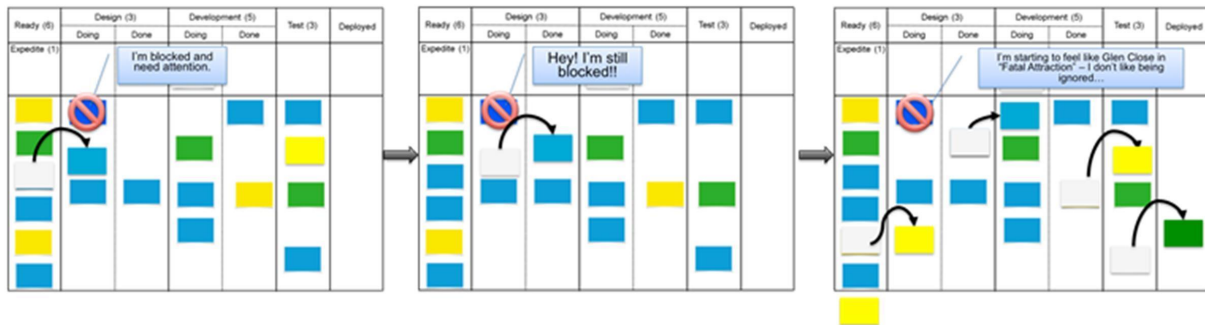 Ready (6)
Design (3)
Development (5)
Test (3)
Deployed
Doing
Done
Doing
Done
Expedite (1)
I'm blocked and
need attention.
Ready (6)
Design (3)
Development (5)
Test (3)
Deployed
Doing
Done
Doing
Done
Expedite (1)
Hey! I'm still
blocked!!
Ready (6)
Design (3)
Development (5)
Test (3)
Deployed
Doing
Done
Doing
Done
Expedite (1)
I'm starting to feel like Glen Close in
"Fatal Attraction" – I don't like being
ignored…